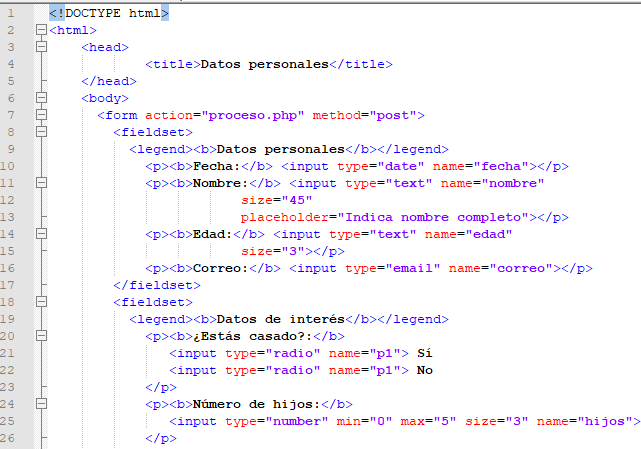 1 <!DOCTYPE html>
2 <html>
3 <head>
4 <title>Datos personales</title>
5 </head>
6 <body>
7 <form action="proceso.php" method="post">
8 <fieldset>
9 <legend><b>Datos personales</b></legend>
10 <p><b>Fecha:</b> <input type="date" name="fecha"></p>
11 <p><b>Nombre:</b> <input type="text" name="nombre"
12 size="45"
13 placeholder="Indica nombre completo"></p>
14 <p><b>Edad:</b> <input type="text" name="edad"
15 size="3"></p>
16 <p><b>Correo:</b> <input type="email" name="correo"></p>
17 </fieldset>
18 <fieldset>
19 <legend><b>Datos de interés</b></legend>
20 <p><b>¿Estás casado?:</b>
21 <input type="radio" name="p1"> Sí
22 <input type="radio" name="p1"> No
23 </p>
24 <p><b>Número de hijos:</b>
25 <input type="number" min="0" max="5" size="3" name="hijos">
26 </p>